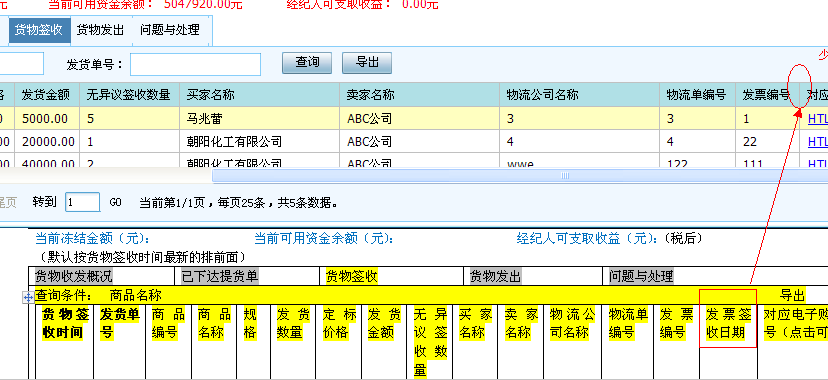 元 当前可用资金余额： 5047920.00元 经纪人可支取收益： 0.00元
货物签收 货物发出 问题与处理
发货单号： 查询 导出
少
格 发货金额 无异议签收数量 买家名称 卖家名称 物流公司名称 物流单编号 发票编号 对应
0 5000.00 5 马兆蕾 ABC公司 3 3 1 HTL
0 20000.00 1 朝阳化工有限公司 ABC公司 4 4 22 HTL
00 40000.00 2 朝阳化工有限公司 ABC公司 wwe 122 111 HTL
尾页 转到 1 GO 当前第1/1页，每页25条，共5条数据。
当前冻结金额（元）： 当前可用资金余额（元）： 经纪人可支取收益（元）：（税后）
（默认按货物签收时间最新的排前面）
货物收发概况 已下达提货单 货物签收 货物发出 问题与处理
查询条件： 商品名称 导出
货物签收时间 发货单号 商品编号 商品名称 规格 发货数量 定标价格 发货金额 无异议签收数量 买家名称 卖家名称 物流公司名称 物流单编号 发票编号 发票签收日期 对应电子购号（点击可